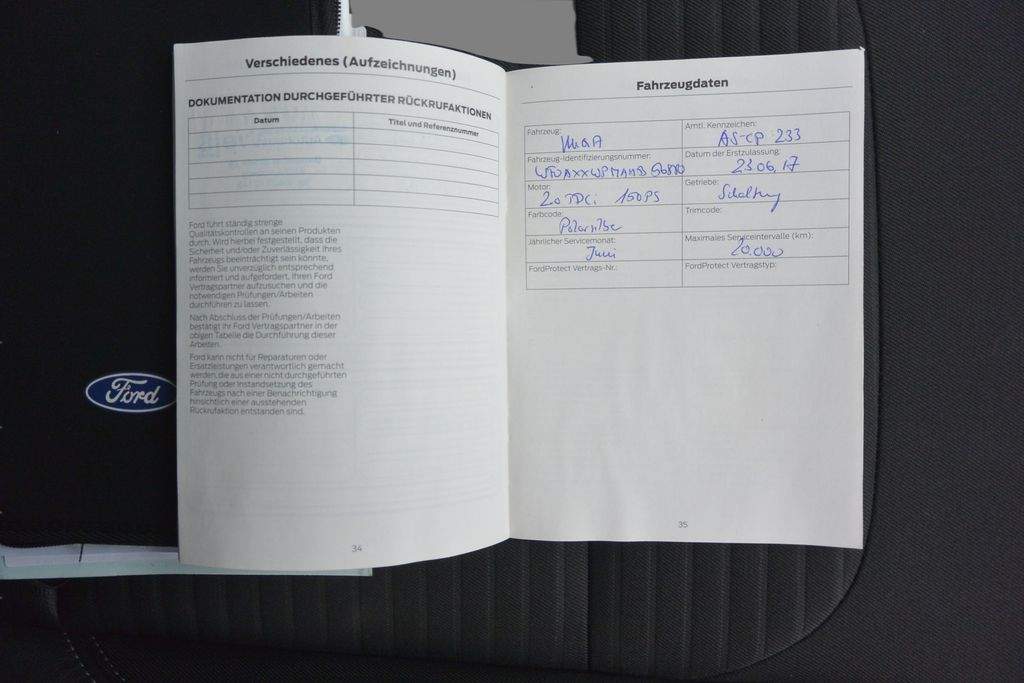 Verschiedenes (Aufzeichnungen)
DOKUMENTATION DURCHGEFÜHRTER RÜCKRUFAKTIONEN
Datum Titel und Referenznummer
Ford führt ständig strenge
Qualitätskontrollen an seinen Produkten
durch. Wird hierbei festgestellt, dass die
Sicherheit und/oder Zuverlässigkeit Ihres
Fahrzeugs beeinträchtigt sein könnte,
werden Sie unverzüglich entsprechend
informiert und aufgefordert, Ihren Ford
Vertragspartner aufzusuchen und die
notwendigen Prüfungen/Arbeiten
durchführen zu lassen.
Nach Abschluss der Prüfungen/Arbeiten
bestätigt Ihr Ford Vertragspartner in der
obigen Tabelle die Durchführung dieser
Arbeiten.
Ford kann nicht für Reparaturen oder
Ersatzleistungen verantwortlich gemacht
werden, die aus einer nicht durchgeführten
Prüfung oder Instandsetzung des
Fahrzeugs nach einer Benachrichtigung
hinsichtlich einer ausstehenden
Rückrufaktion entstanden sind.
34
Ford
Fahrzeugdaten
Fahrzeug: Amtl. Kennzeichen:
AS-CP 233
Fahrzeug-Identifizierungsnummer: Datum der Erstzulassung:
23.06.17
Motor: Getriebe:
2.0 TDCi 150PS Schaltung
Farbcode: Trimcode:
Polarsilber
Jährlicher Servicemonat: Maximales Serviceintervalle (km):
Juni 20.000
FordProtect Vertrags-Nr.: FordProtect Vertragstyp:
35